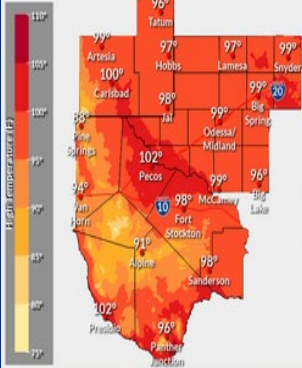 110°
105°
100°
95°
90°
85°
80°
75°
High Temperature (F)
96°
Tatum
99°
Artesia
97°
Hobbs
97°
Lamesa
99°
Snyder
100°
Carlsbad
98°
Jal
99°
Big
Spring
20
88°
Pine
Springs
99°
Odessa/
Midland
102°
Pecos
94°
Van
Horn
10
98°
Fort
Stockton
99°
McCamey
96°
Big
Lake
91°
Alpine
98°
Sanderson
102°
Presidio
96°
Panther
Junction